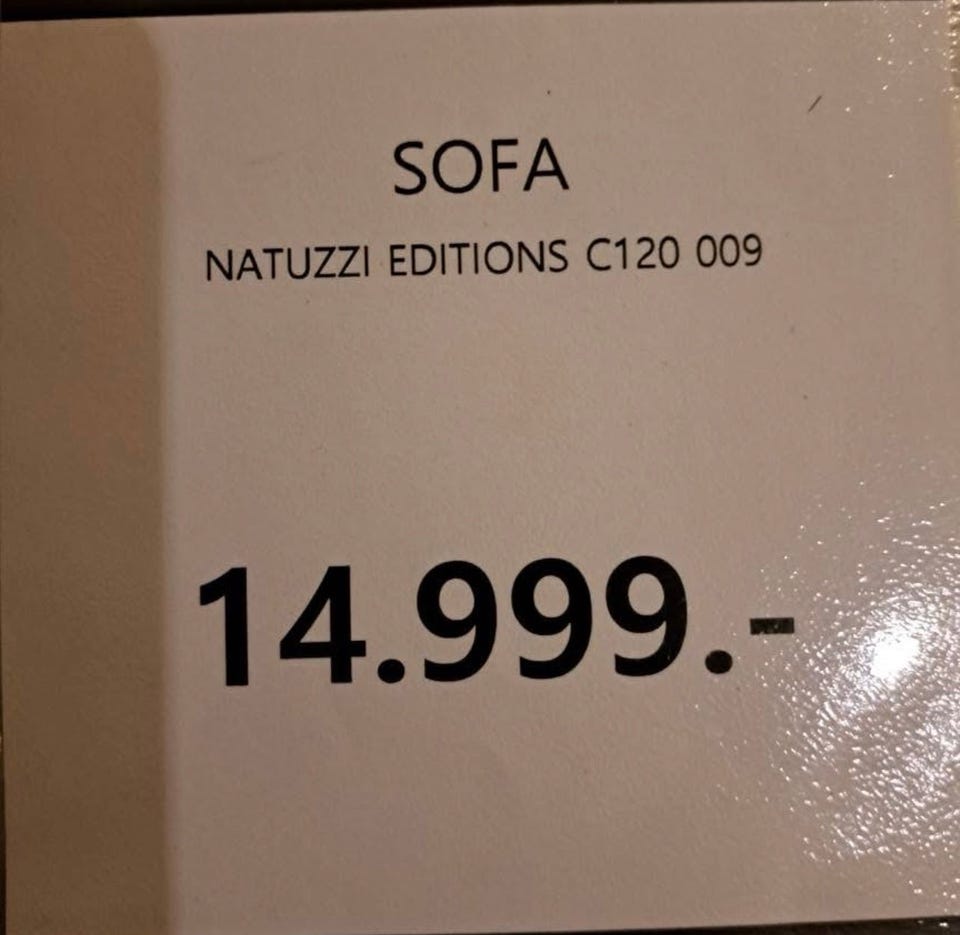 SOFA
NATUZZI EDITIONS C120 009
14.999.-